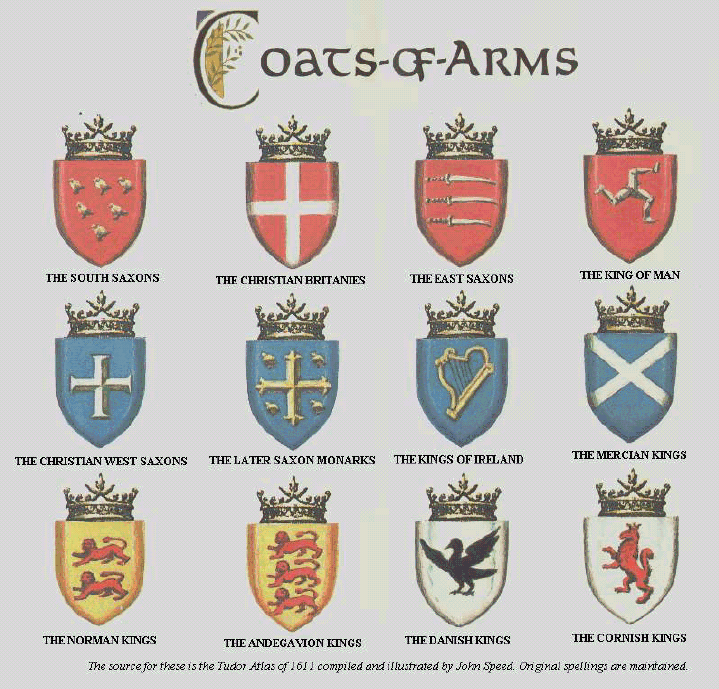 COATS-OF-ARMS
THE SOUTH SAXONS
THE CHRISTIAN BRITANIES
THE EAST SAXONS
THE KING OF MAN
THE CHRISTIAN WEST SAXONS
THE LATER SAXON MONARKS
THE KINGS OF IRELAND
THE MERCIAN KINGS
THE NORMAN KINGS
THE ANDEGAVION KINGS
THE DANISH KINGS
THE CORNISH KINGS
The source for these is the Tudor Atlas of 1611 compiled and illustrated by John Speed. Original spellings are maintained.